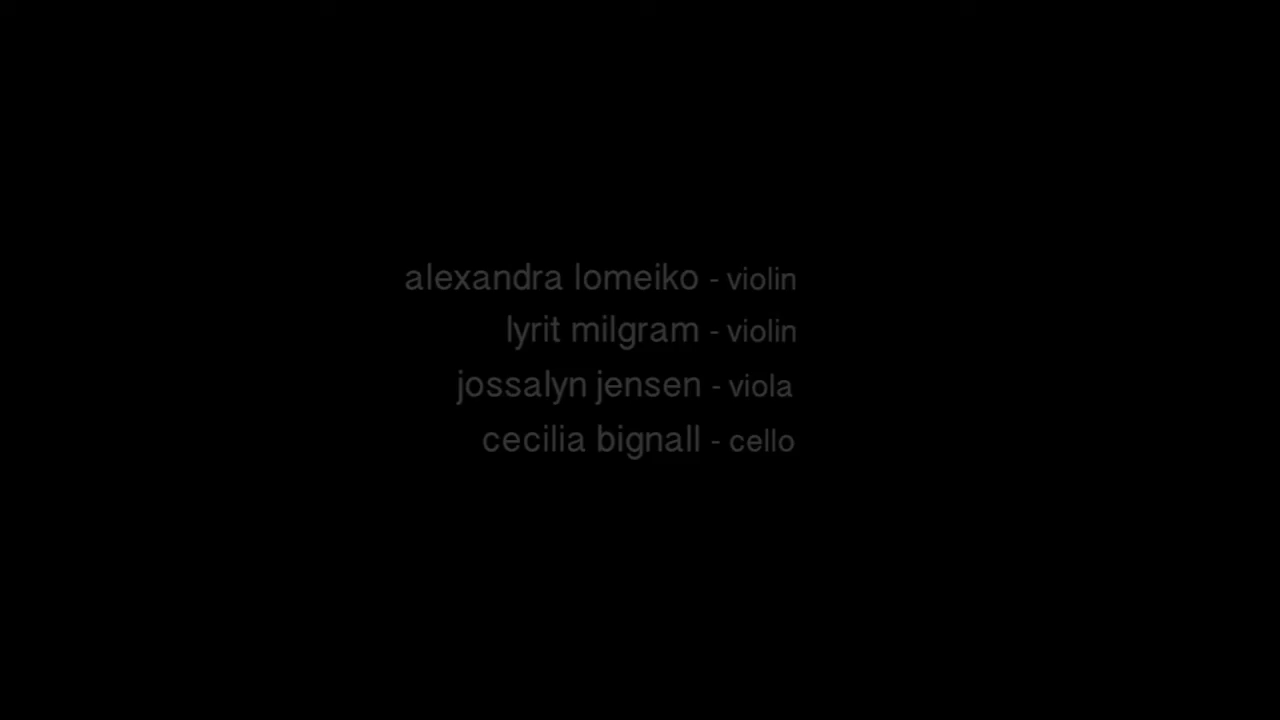 alexandra lomeiko - violin
lyrit milgram - violin
jossalyn jensen - viola
cecilia bignall - cello